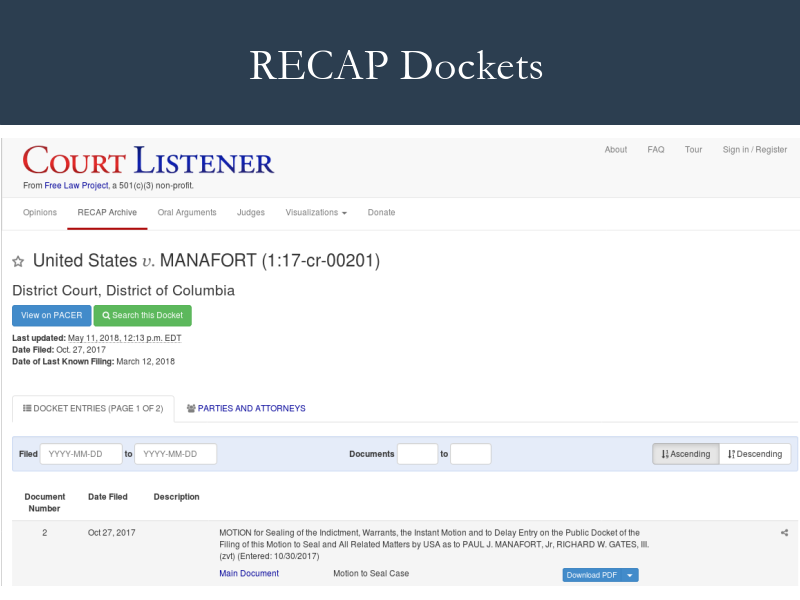 RECAP Dockets
COURT LISTENER
From Free Law Project, a 501(c)(3) non-profit.
About FAQ Tour Sign in / Register
Opinions RECAP Archive Oral Arguments Judges Visualizations Donate
United States v. MANAFORT (1:17-cr-00201)
District Court, District of Columbia
View on PACER Search this Docket
Last updated: May 11, 2018, 12:13 p.m. EDT
Date Filed: Oct. 27, 2017
Date of Last Known Filing: March 12, 2018
DOCKET ENTRIES (PAGE 1 OF 2) PARTIES AND ATTORNEYS
Filed YYYY-MM-DD to YYYY-MM-DD Documents to Ascending Descending
Document Number Date Filed Description
2 Oct 27, 2017 MOTION for Sealing of the Indictment, Warrants, the Instant Motion and to Delay Entry on the Public Docket of the
Filing of this Motion to Seal and All Related Matters by USA as to PAUL J. MANAFORT, Jr, RICHARD W. GATES, III.
(zvt) (Entered: 10/30/2017)
Main Document Motion to Seal Case Download PDF